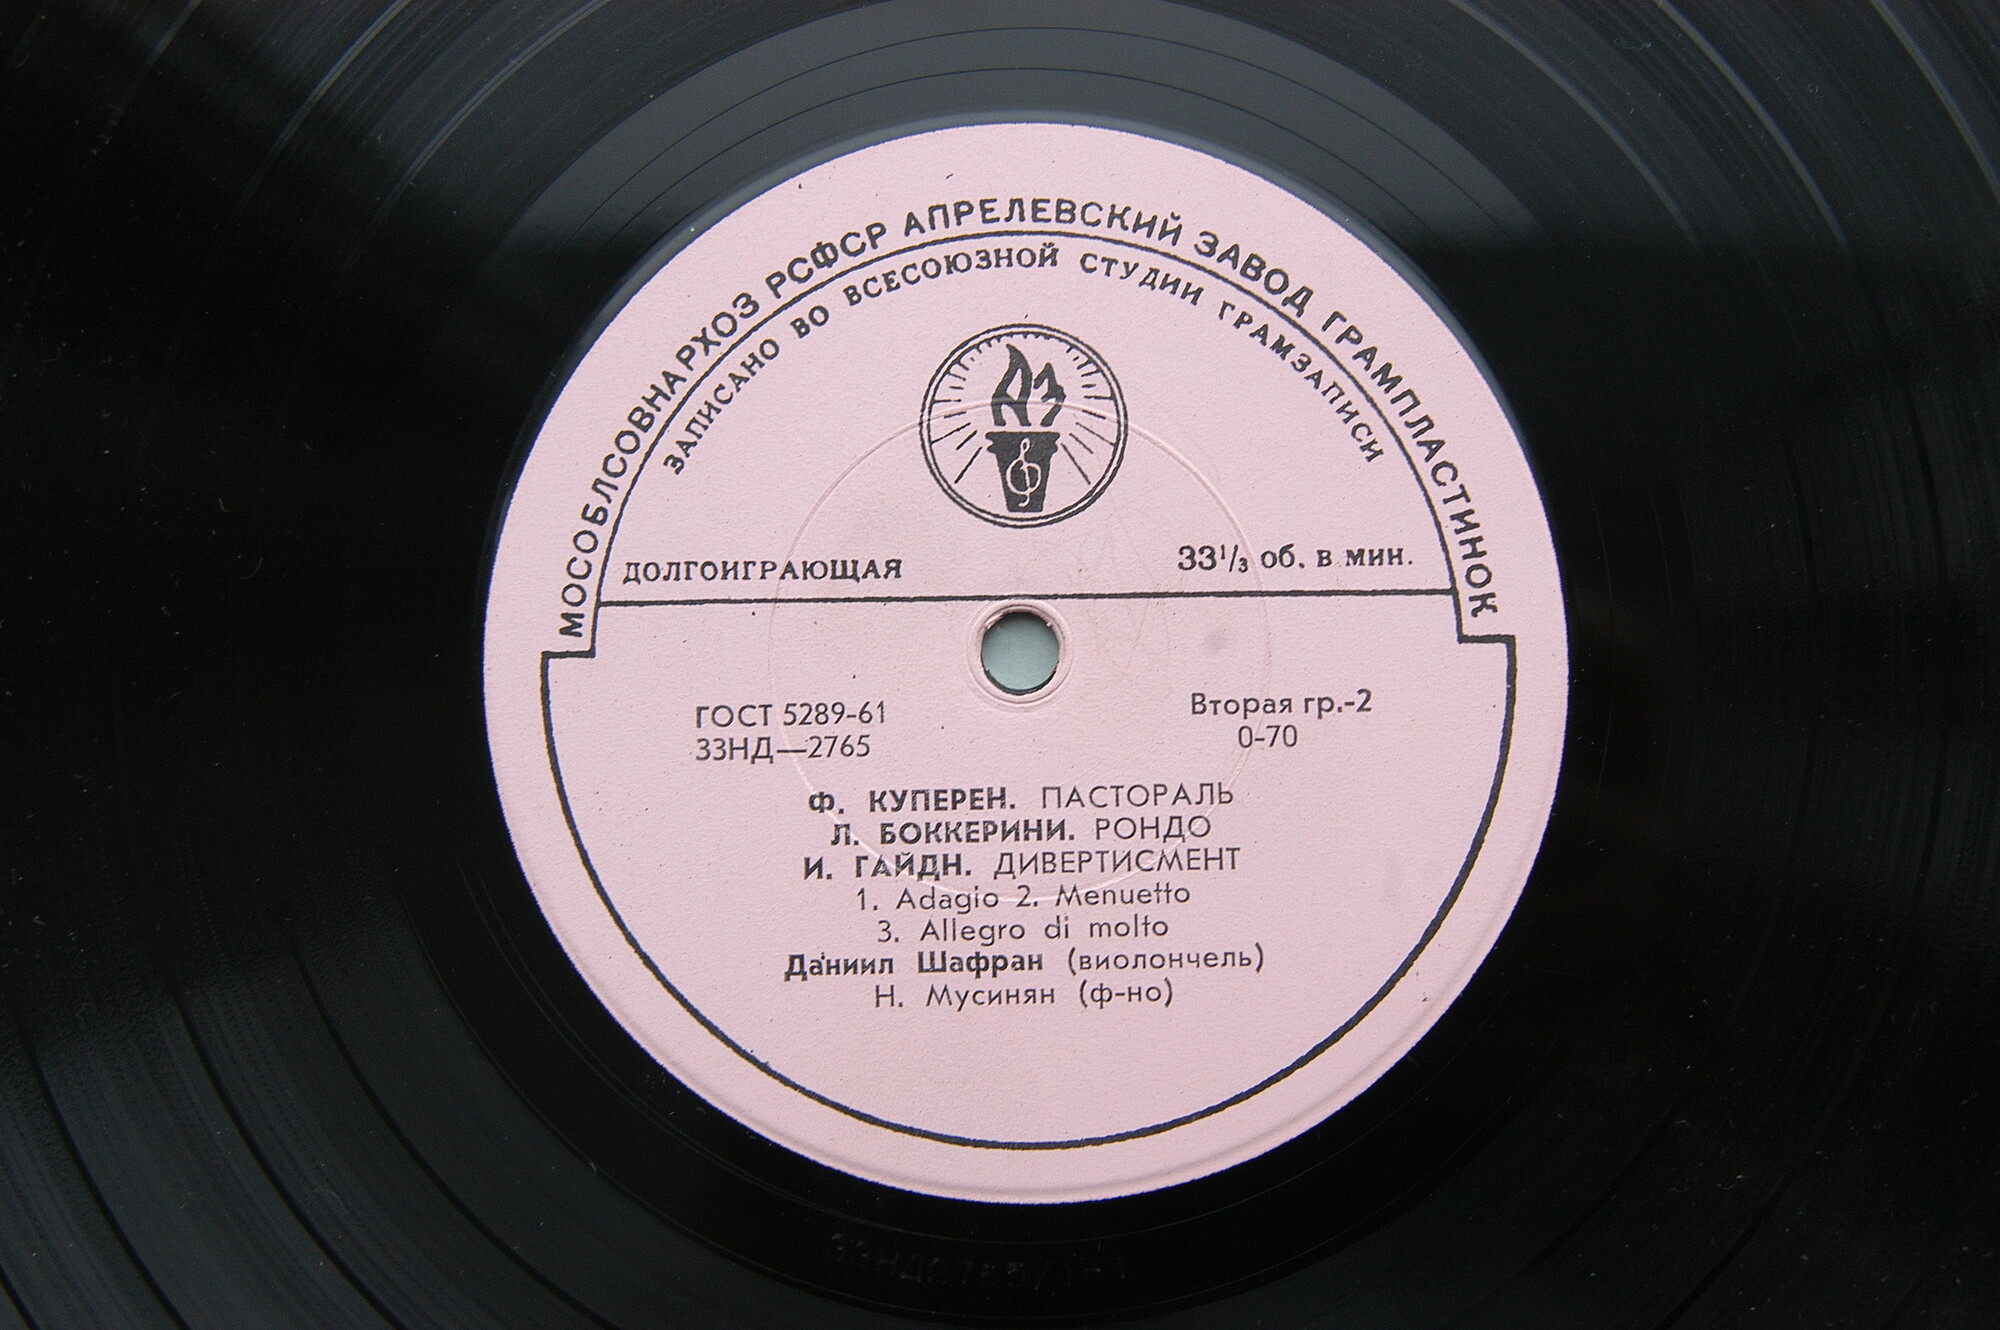 МОСОБЛСОВНАРХОЗ РСФСР АПРЕЛЕВСКИЙ ЗАВОД ГРАМПЛАСТИНОК
ЗАПИСАНО ВО ВСЕСОЮЗНОЙ СТУДИИ ГРАМЗАПИСИ
АЗ
ДОЛГОИГРАЮЩАЯ 33¹/₃ об. в мин.
ГОСТ 5289-61 Вторая гр.-2
33НД—2765 0-70
Ф. КУПЕРЕН. ПАСТОРАЛЬ
Л. БОККЕРИНИ. РОНДО
И. ГАЙДН. ДИВЕРТИСМЕНТ
1. Adagio 2. Menuetto
3. Allegro di molto
Даниил Шафран (виолончель)
Н. Мусинян (ф-но)